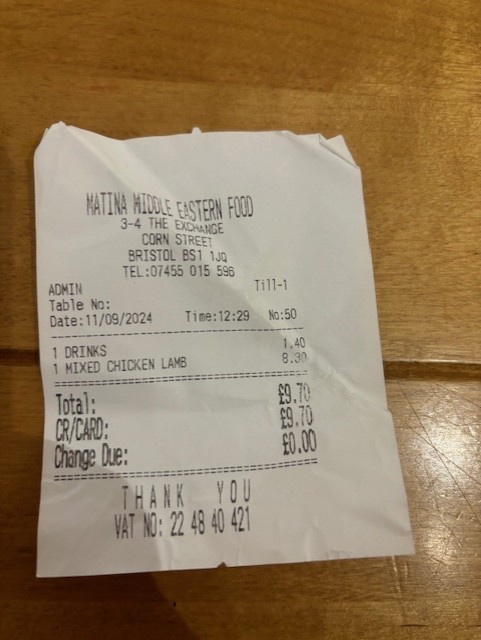 MATINA MIDDLE EASTERN FOOD
3-4 THE EXCHANGE
CORN STREET
BRISTOL BS1 1JQ
TEL:07455 015 596
ADMIN Till-1
Table No:
Date:11/09/2024 Time:12:29 No:50
1 DRINKS 1.40
1 MIXED CHICKEN LAMB 8.30
Total: £9.70
CR/CARD: £9.70
Change Due: £0.00
THANK YOU
VAT NO: 22 48 40 421